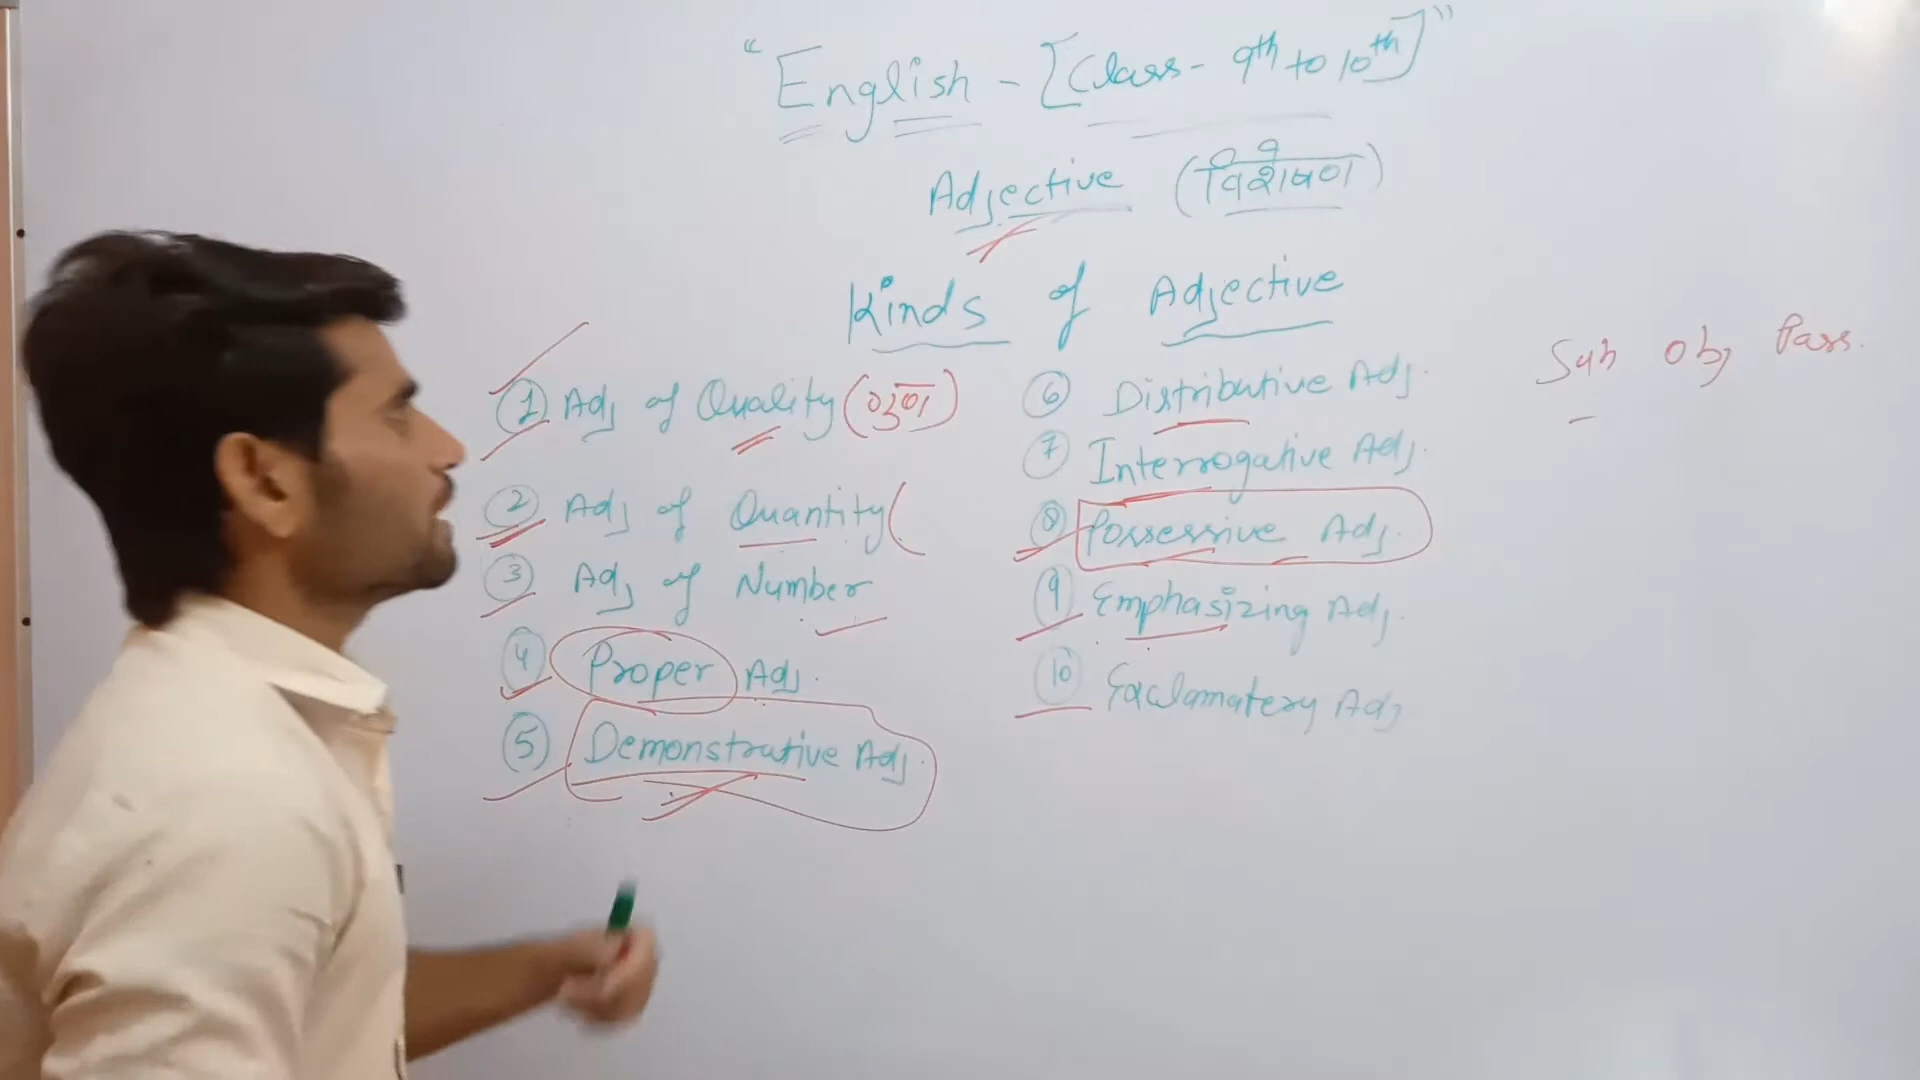 "English - [Class - 9th to 10th]"
Adjective (विशेषण)
Kinds of Adjective
① Adj of Quality (गुण)
② Adj of Quantity (
③ Adj of Number
④ Proper Adj.
⑤ Demonstrative Adj.
⑥ Distributive Adj.
⑦ Interrogative Adj.
⑧ Possessive Adj.
⑨ Emphasizing Adj.
⑩ Exclamatery Adj
Sub Obj Pass.